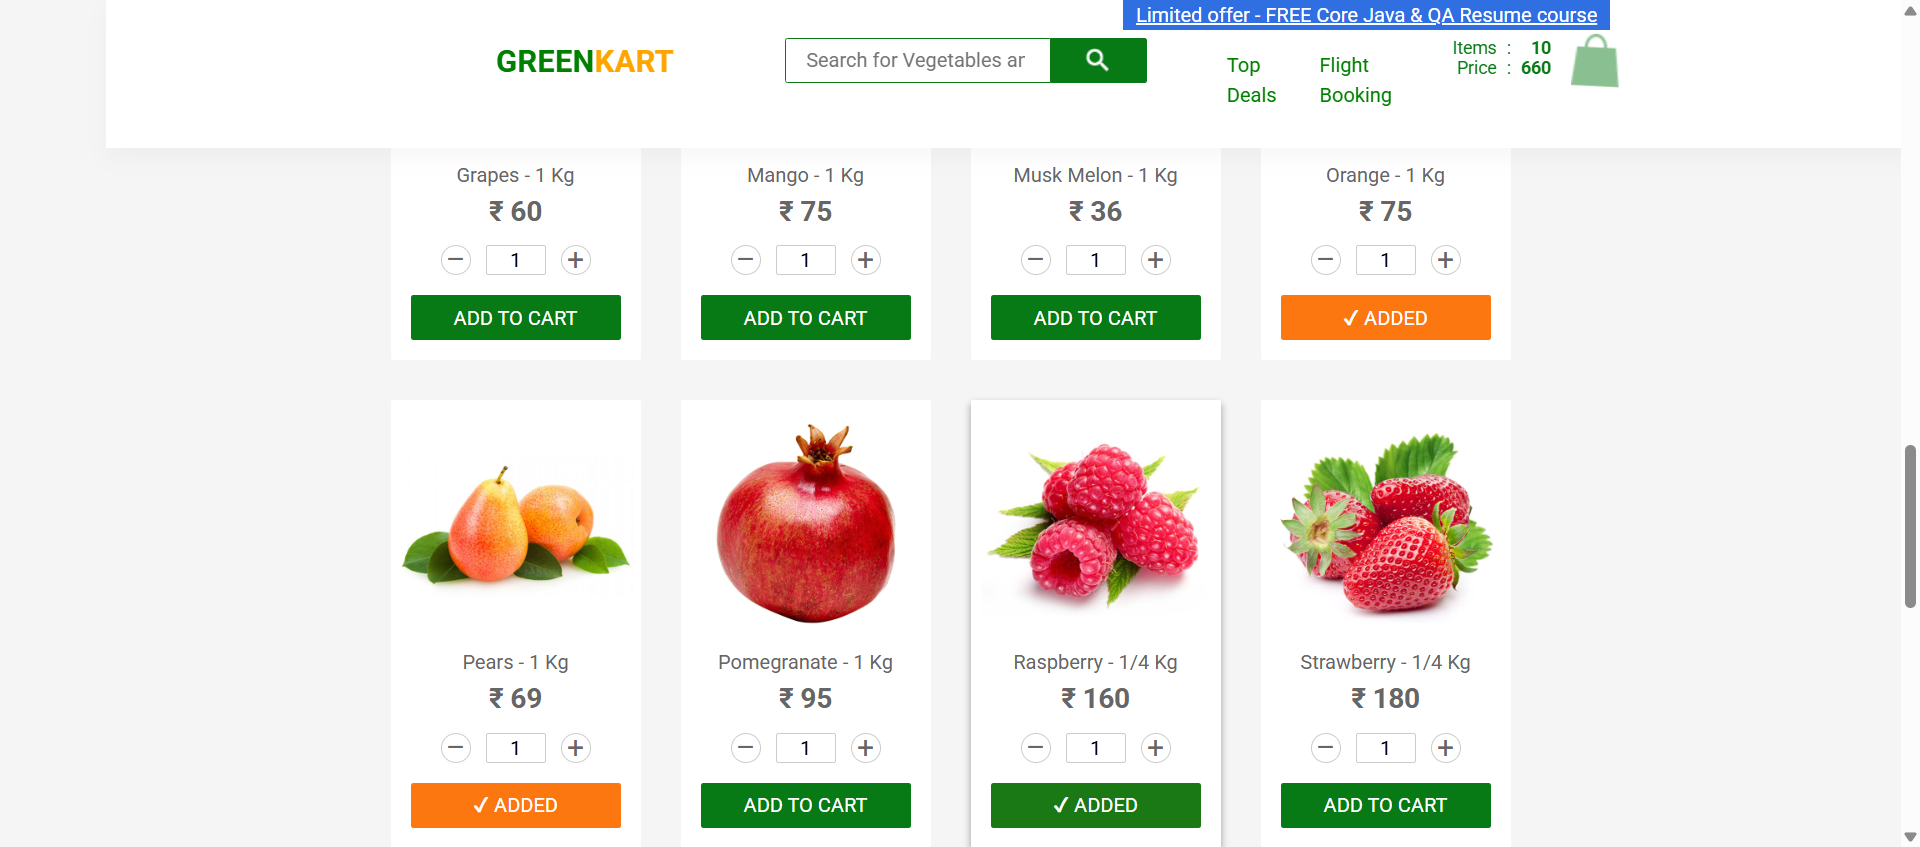 Limited offer - FREE Core Java & QA Resume course
GREENKART
Search for Vegetables ar
Top Deals
Flight Booking
Items : 10
Price : 660
Grapes - 1 Kg
₹ 60
− 1 +
ADD TO CART
Mango - 1 Kg
₹ 75
− 1 +
ADD TO CART
Musk Melon - 1 Kg
₹ 36
− 1 +
ADD TO CART
Orange - 1 Kg
₹ 75
− 1 +
✓ ADDED
Pears - 1 Kg
₹ 69
− 1 +
✓ ADDED
Pomegranate - 1 Kg
₹ 95
− 1 +
ADD TO CART
Raspberry - 1/4 Kg
₹ 160
− 1 +
✓ ADDED
Strawberry - 1/4 Kg
₹ 180
− 1 +
ADD TO CART